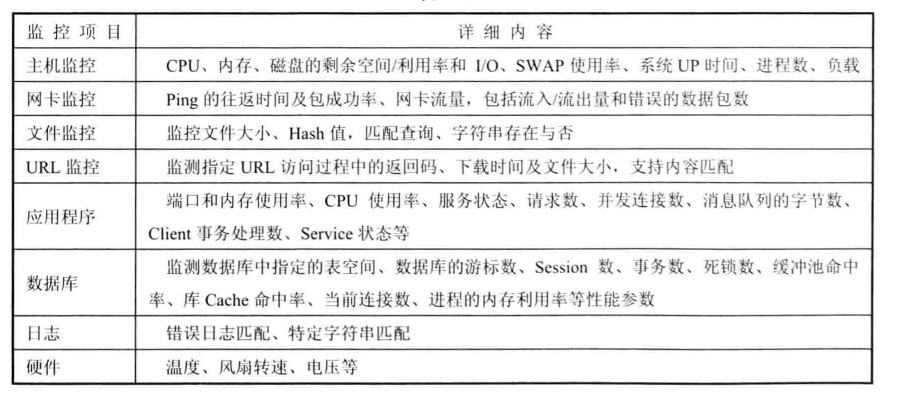 监控项目 详细内容
主机监控 CPU、内存、磁盘的剩余空间/利用率和 I/O、SWAP 使用率、系统 UP 时间、进程数、负载
网卡监控 Ping 的往返时间及包成功率、网卡流量，包括流入/流出量和错误的数据包数
文件监控 监控文件大小、Hash 值，匹配查询、字符串存在与否
URL 监控 监测指定 URL 访问过程中的返回码、下载时间及文件大小，支持内容匹配
应用程序 端口和内存使用率、CPU 使用率、服务状态、请求数、并发连接数、消息队列的字节数、
Client 事务处理数、Service 状态等
数据库 监测数据库中指定的表空间、数据库的游标数、Session 数、事务数、死锁数、缓冲池命中
率、库 Cache 命中率、当前连接数、进程的内存利用率等性能参数
日志 错误日志匹配、特定字符串匹配
硬件 温度、风扇转速、电压等